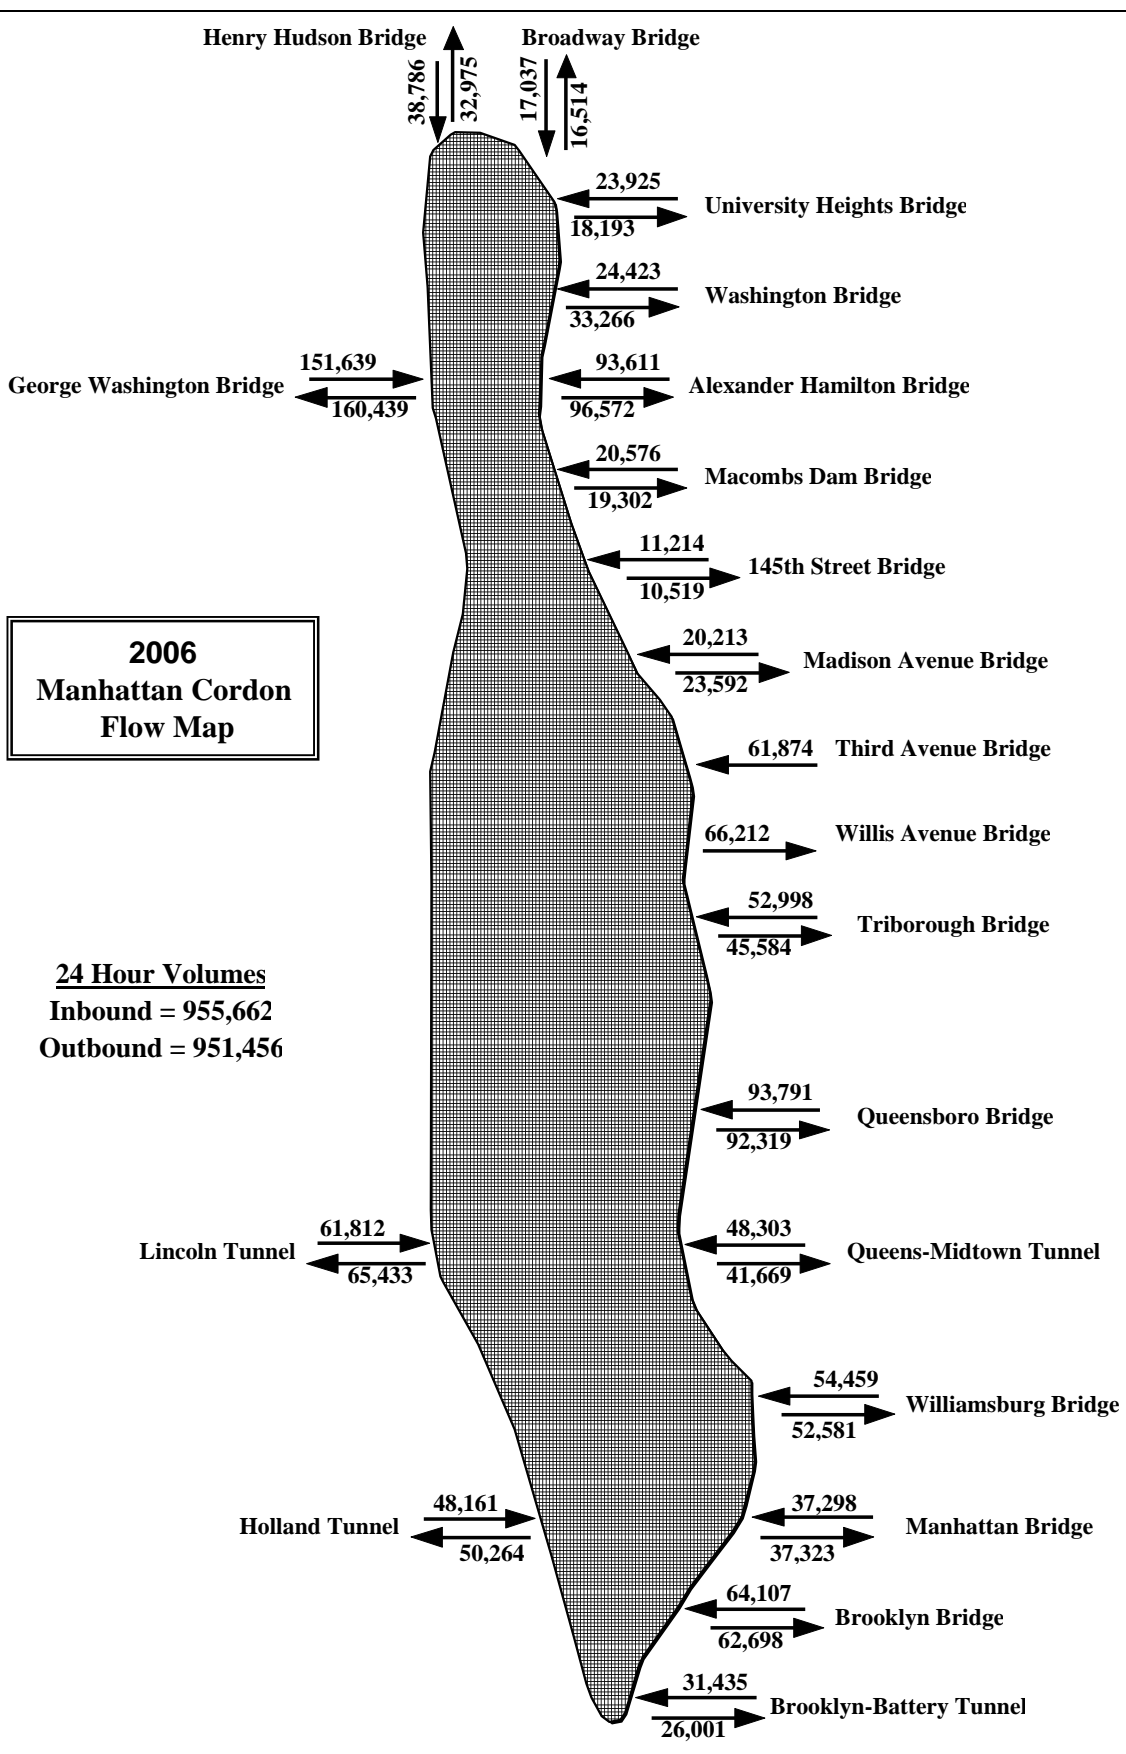 Henry Hudson Bridge
Broadway Bridge
38,786
32,975
17,037
16,514
23,925
University Heights Bridge
18,193
24,423
Washington Bridge
33,266
151,639
George Washington Bridge
160,439
93,611
Alexander Hamilton Bridge
96,572
20,576
Macombs Dam Bridge
19,302
11,214
145th Street Bridge
10,519
2006
Manhattan Cordon
Flow Map
20,213
Madison Avenue Bridge
23,592
61,874
Third Avenue Bridge
66,212
Willis Avenue Bridge
52,998
Triborough Bridge
45,584
24 Hour Volumes
Inbound = 955,662
Outbound = 951,456
93,791
Queensboro Bridge
92,319
61,812
Lincoln Tunnel
65,433
48,303
Queens-Midtown Tunnel
41,669
54,459
Williamsburg Bridge
52,581
48,161
Holland Tunnel
50,264
37,298
Manhattan Bridge
37,323
64,107
Brooklyn Bridge
62,698
31,435
Brooklyn-Battery Tunnel
26,001